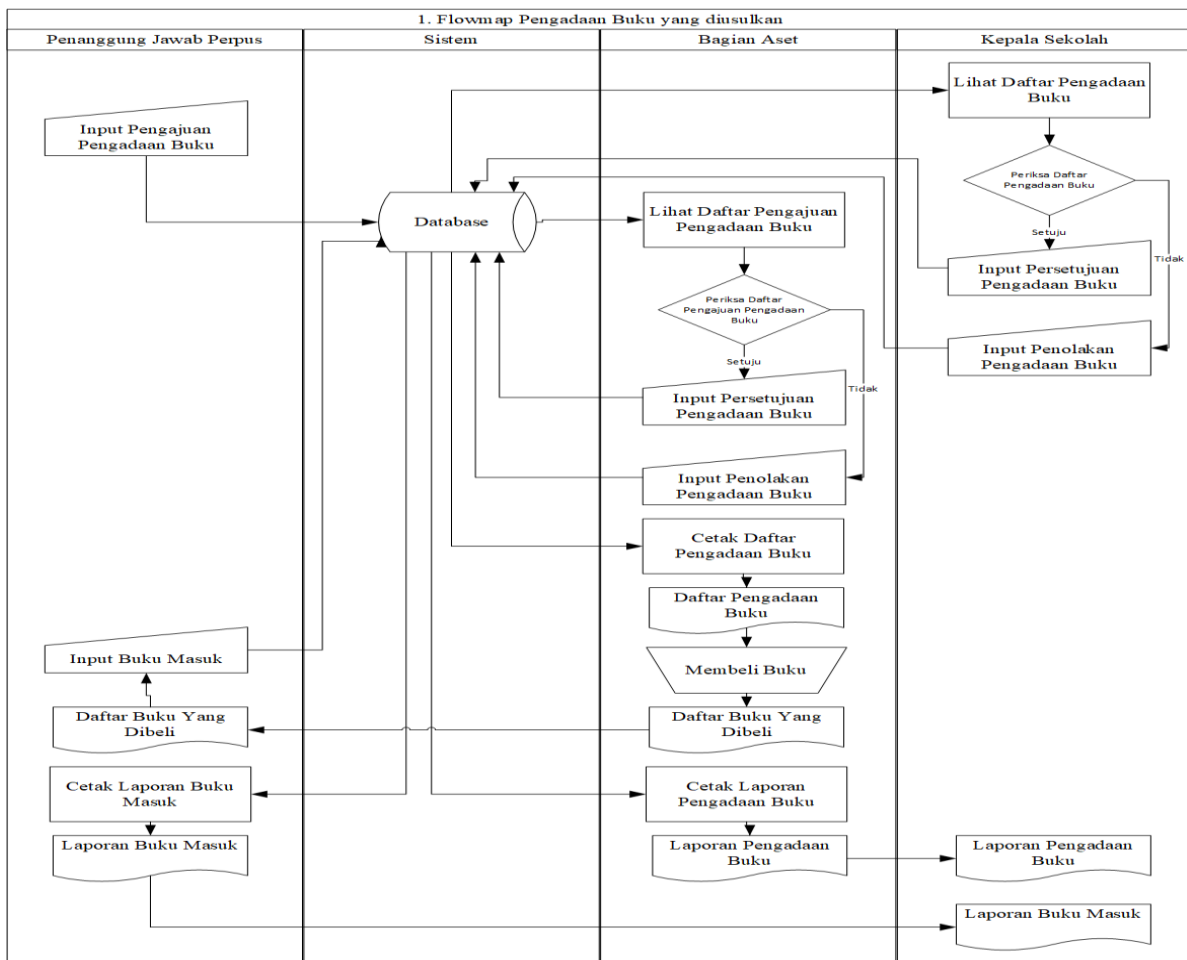 1. Flowmap Pengadaan Buku yang diusulkan
Penanggung Jawab Perpus
Sistem
Bagian Aset
Kepala Sekolah
Lihat Daftar Pengadaan
Buku
Input Pengajuan
Pengadaan Buku
Periksa Daftar
Pengadaan Buku
Database
Lihat Daftar Pengajuan
Pengadaan Buku
Setuju
Tidak
Input Persetujuan
Pengadaan Buku
Periksa Daftar
Pengajuan Pengadaan
Buku
Input Penolakan
Pengadaan Buku
Setuju
Tidak
Input Persetujuan
Pengadaan Buku
Input Penolakan
Pengadaan Buku
Cetak Daftar
Pengadaan Buku
Daftar Pengadaan
Buku
Input Buku Masuk
Membeli Buku
Daftar Buku Yang
Dibeli
Daftar Buku Yang
Dibeli
Cetak Laporan Buku
Masuk
Cetak Laporan
Pengadaan Buku
Laporan Buku Masuk
Laporan Pengadaan
Buku
Laporan Pengadaan
Buku
Laporan Buku Masuk